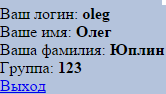 Ваш логин: oleg
Ваше имя: Олег
Ваша фамилия: Юплин
Группа: 123
Выход